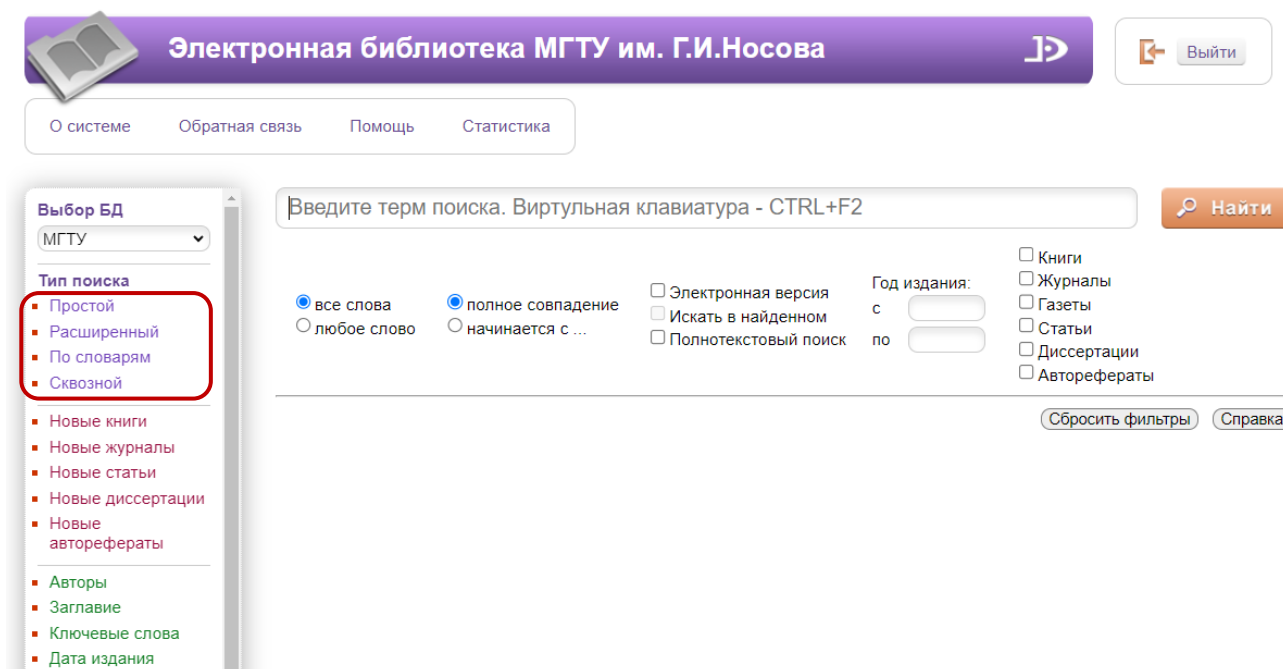 Электронная библиотека МГТУ им. Г.И.Носова
Выйти
О системе Обратная связь Помощь Статистика
Выбор БД
МГТУ
Тип поиска
Простой
Расширенный
По словарям
Сквозной
Новые книги
Новые журналы
Новые статьи
Новые диссертации
Новые
авторефераты
Авторы
Заглавие
Ключевые слова
Дата издания
Введите терм поиска. Виртульная клавиатура - CTRL+F2
Найти
все слова
любое слово
полное совпадение
начинается с ...
Электронная версия
Искать в найденном
Полнотекстовый поиск
Год издания:
с
по
Книги
Журналы
Газеты
Статьи
Диссертации
Авторефераты
Сбросить фильтры Справка